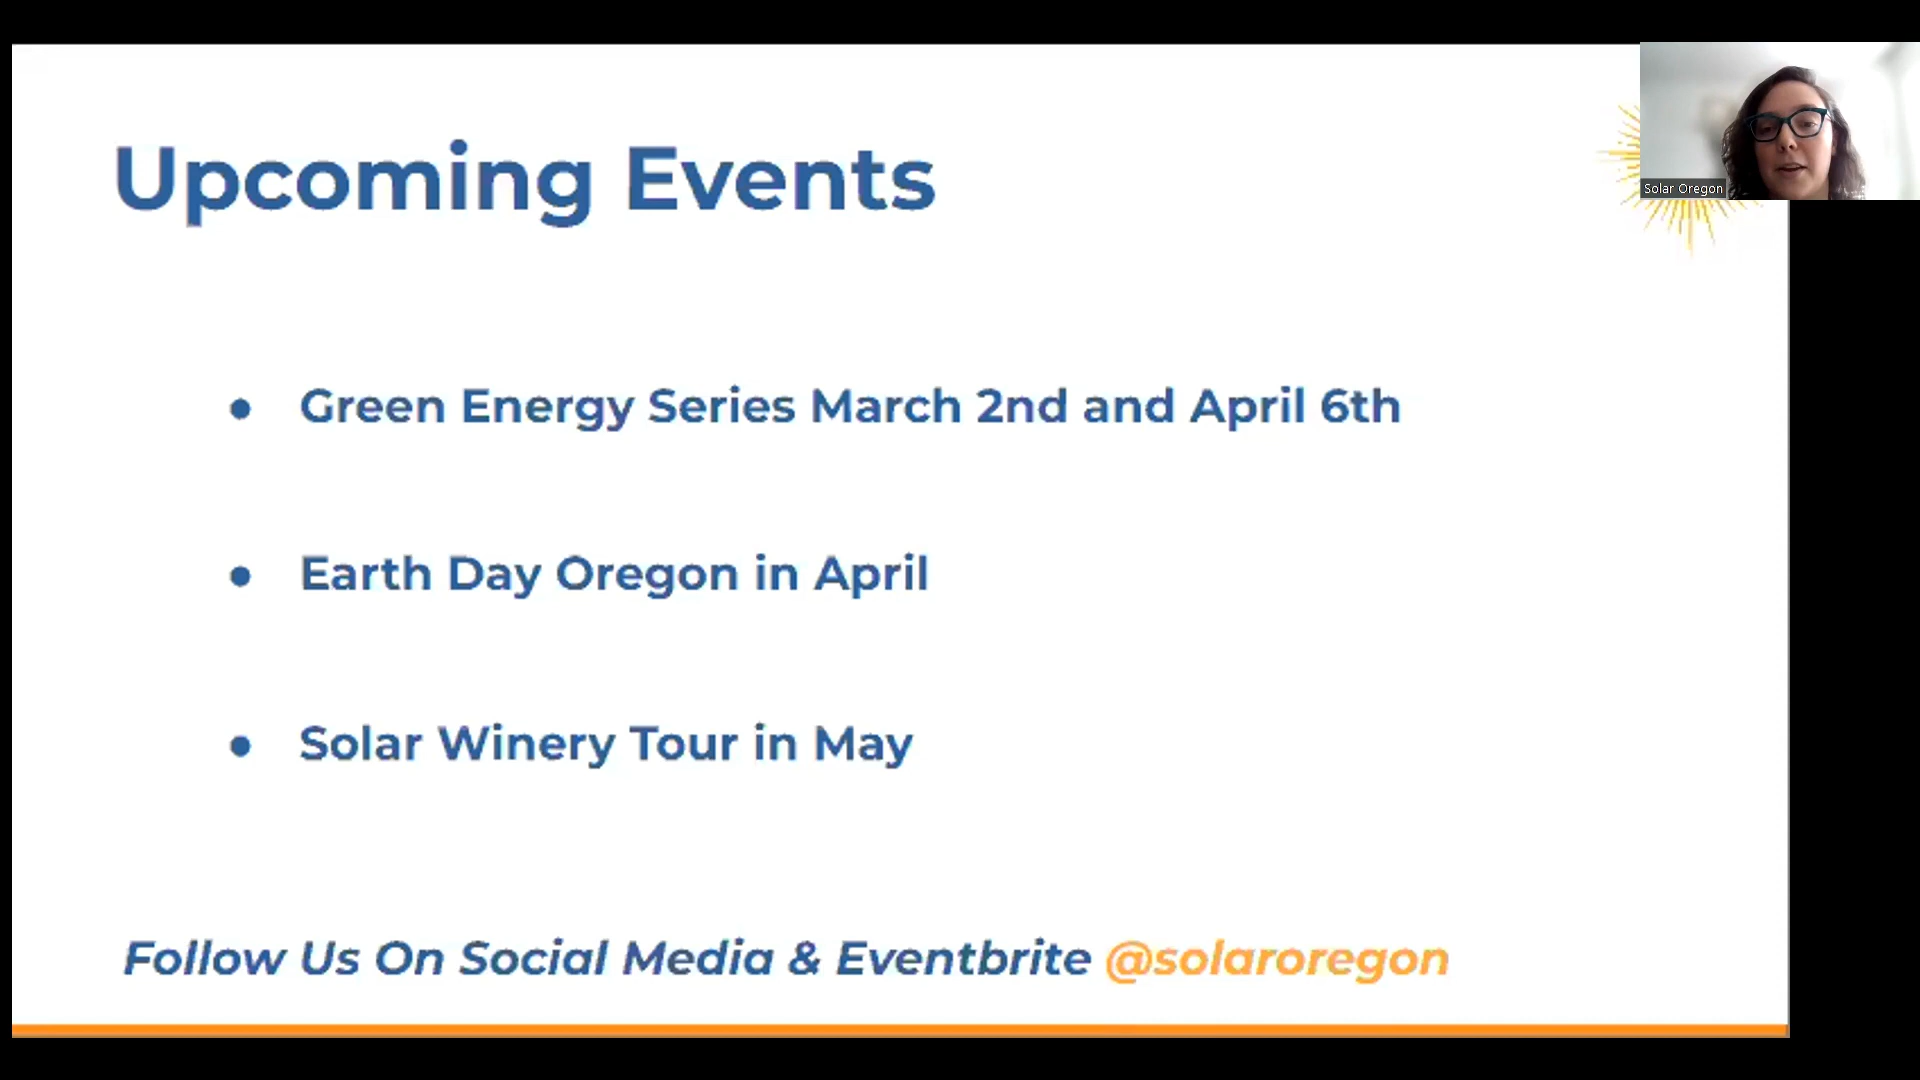 Upcoming Events
Solar Oregon
● Green Energy Series March 2nd and April 6th
● Earth Day Oregon in April
● Solar Winery Tour in May
Follow Us On Social Media & Eventbrite @solaroregon